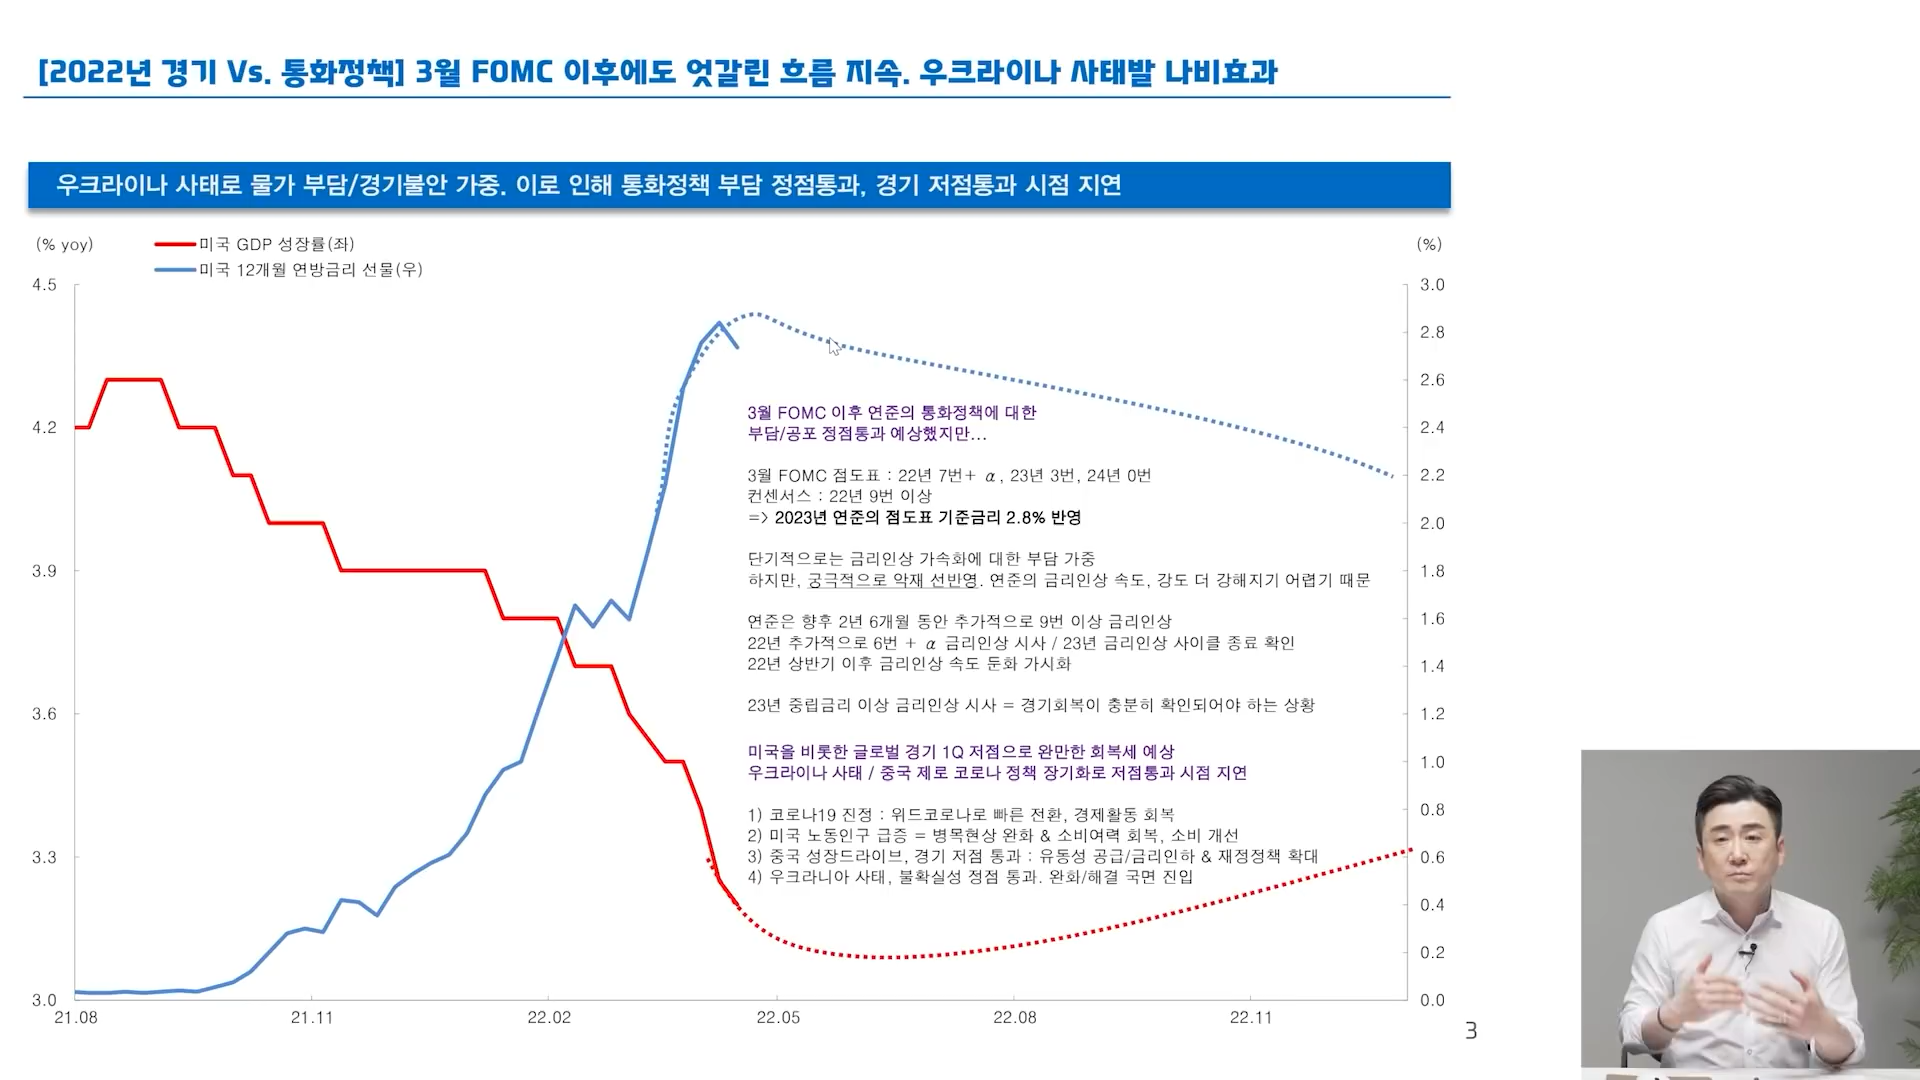 [2022년 경기 Vs. 통화정책] 3월 FOMC 이후에도 엇갈린 흐름 지속. 우크라이나 사태발 나비효과
우크라이나 사태로 물가 부담/경기불안 가중. 이로 인해 통화정책 부담 정점통과, 경기 저점통과 시점 지연
(% yoy)
미국 GDP 성장률(좌)
미국 12개월 연방금리 선물(우)
(%)
4.5
4.2
3.9
3.6
3.3
3.0
3.0
2.8
2.6
2.4
2.2
2.0
1.8
1.6
1.4
1.2
1.0
0.8
0.6
0.4
0.2
0.0
3월 FOMC 이후 연준의 통화정책에 대한
부담/공포 정점통과 예상했지만...
3월 FOMC 점도표 : 22년 7번+ α, 23년 3번, 24년 0번
컨센서스 : 22년 9번 이상
=> 2023년 연준의 점도표 기준금리 2.8% 반영
단기적으로는 금리인상 가속화에 대한 부담 가중
하지만, 궁극적으로 악재 선반영. 연준의 금리인상 속도, 강도 더 강해지기 어렵기 때문
연준은 향후 2년 6개월 동안 추가적으로 9번 이상 금리인상
22년 추가적으로 6번 + α 금리인상 시사 / 23년 금리인상 사이클 종료 확인
22년 상반기 이후 금리인상 속도 둔화 가시화
23년 중립금리 이상 금리인상 시사 = 경기회복이 충분히 확인되어야 하는 상황
미국을 비롯한 글로벌 경기 1Q 저점으로 완만한 회복세 예상
우크라이나 사태 / 중국 제로 코로나 정책 장기화로 저점통과 시점 지연
1) 코로나19 진정 : 위드코로나로 빠른 전환, 경제활동 회복
2) 미국 노동인구 급증 = 병목현상 완화 & 소비여력 회복, 소비 개선
3) 중국 성장드라이브, 경기 저점 통과 : 유동성 공급/금리인하 & 재정정책 확대
4) 우크라니아 사태, 불확실성 정점 통과. 완화/해결 국면 진입
21.08
21.11
22.02
22.05
22.08
22.11
3